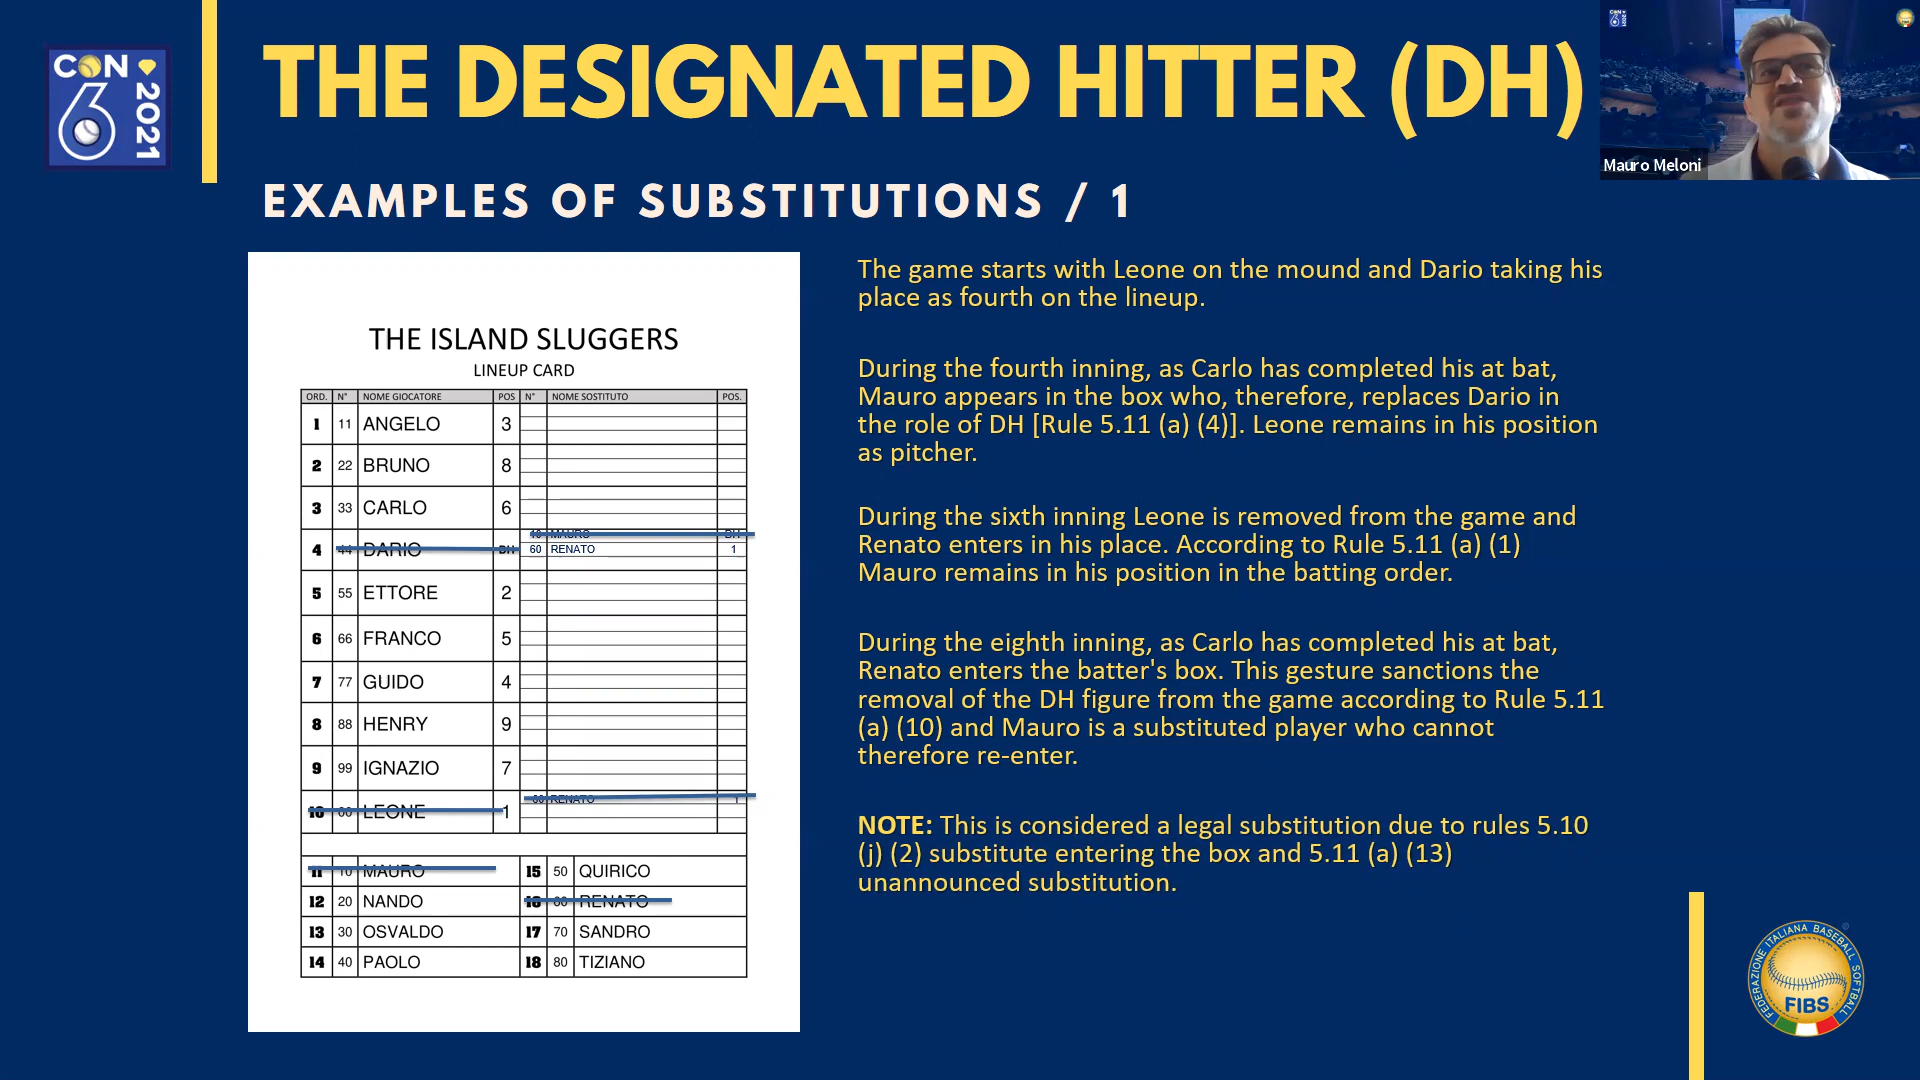 CON
6
2021
THE DESIGNATED HITTER (DH)
Mauro Meloni
EXAMPLES OF SUBSTITUTIONS / 1
THE ISLAND SLUGGERS
LINEUP CARD
ORD. N° NOME GIOCATORE POS N° NOME SOSTITUTO POS.
1 11 ANGELO 3
2 22 BRUNO 8
3 33 CARLO 6
10 MAURO DH
4 44 DARIO DH 60 RENATO 1
5 55 ETTORE 2
6 66 FRANCO 5
7 77 GUIDO 4
8 88 HENRY 9
9 99 IGNAZIO 7
60 RENATO 1
10 00 LEONE 1
11 10 MAURO 15 50 QUIRICO
12 20 NANDO 16 60 RENATO
13 30 OSVALDO 17 70 SANDRO
14 40 PAOLO 18 80 TIZIANO
The game starts with Leone on the mound and Dario taking his
place as fourth on the lineup.
During the fourth inning, as Carlo has completed his at bat,
Mauro appears in the box who, therefore, replaces Dario in
the role of DH [Rule 5.11 (a) (4)]. Leone remains in his position
as pitcher.
During the sixth inning Leone is removed from the game and
Renato enters in his place. According to Rule 5.11 (a) (1)
Mauro remains in his position in the batting order.
During the eighth inning, as Carlo has completed his at bat,
Renato enters the batter's box. This gesture sanctions the
removal of the DH figure from the game according to Rule 5.11
(a) (10) and Mauro is a substituted player who cannot
therefore re-enter.
NOTE: This is considered a legal substitution due to rules 5.10
(j) (2) substitute entering the box and 5.11 (a) (13)
unannounced substitution.
FEDERAZIONE ITALIANA BASEBALL SOFTBALL
FIBS